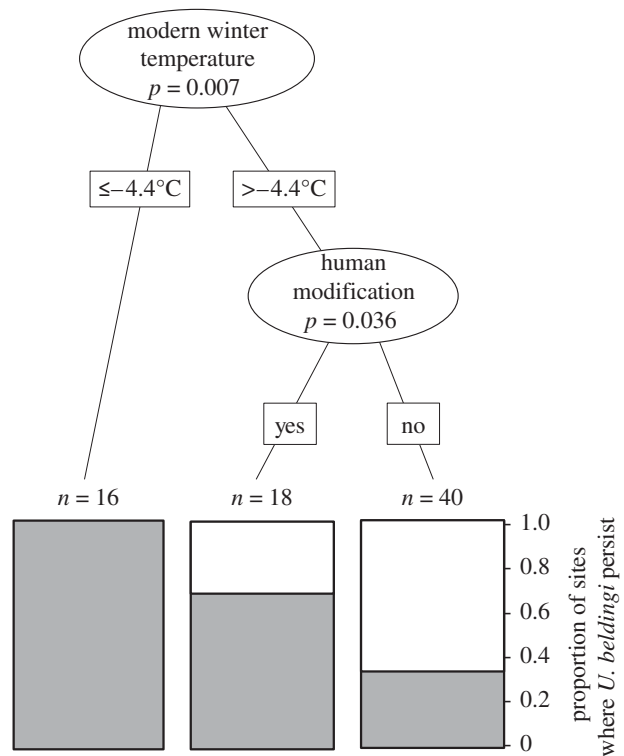 modern winter
temperature
p = 0.007
≤–4.4°C
>–4.4°C
human
modification
p = 0.036
yes
no
n = 16
n = 18
n = 40
1.0
0.8
0.6
0.4
0.2
0
proportion of sites
where U. beldingi persist